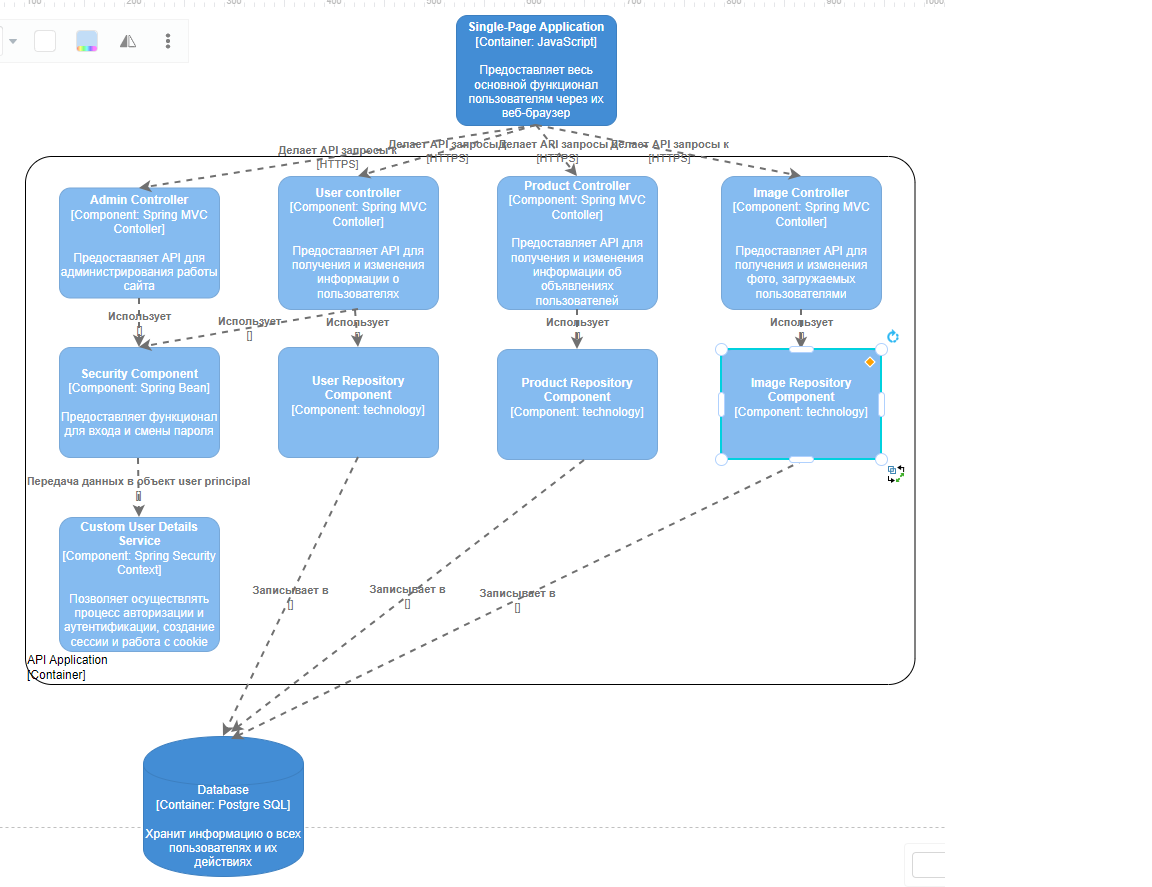 100
200
300
400
500
600
700
800
900
1000
Single-Page Application
[Container: JavaScript]
Предоставляет весь
основной функционал
пользователям через их
веб-браузер
Делает API запросы к
[HTTPS]
Делает API запросы к
[HTTPS]
Делает API запросы к
[HTTPS]
Делает API запросы к
[HTTPS]
Admin Controller
[Component: Spring MVC
Contoller]
Предоставляет API для
администрирования работы
сайта
User controller
[Component: Spring MVC
Contoller]
Предоставляет API для
получения и изменения
информации о
пользователях
Product Controller
[Component: Spring MVC
Contoller]
Предоставляет API для
получения и изменения
информации об
объявлениях
пользователей
Image Controller
[Component: Spring MVC
Contoller]
Предоставляет API для
получения и изменения
фото, загружаемых
пользователями
Использует
[]
Использует
[]
Использует
[]
Использует
[]
Использует
[]
Security Component
[Component: Spring Bean]
Предоставляет функционал
для входа и смены пароля
User Repository
Component
[Component: technology]
Product Repository
Component
[Component: technology]
Image Repository
Component
[Component: technology]
Передача данных в объект user principal
[]
Custom User Details
Service
[Component: Spring Security
Context]
Позволяет осуществлять
процесс авторизации и
аутентификации, создание
сессии и работа с cookie
Записывает в
[]
Записывает в
[]
Записывает в
[]
API Application
[Container]
Database
[Container: Postgre SQL]
Хранит информацию о всех
пользователях и их
действиях